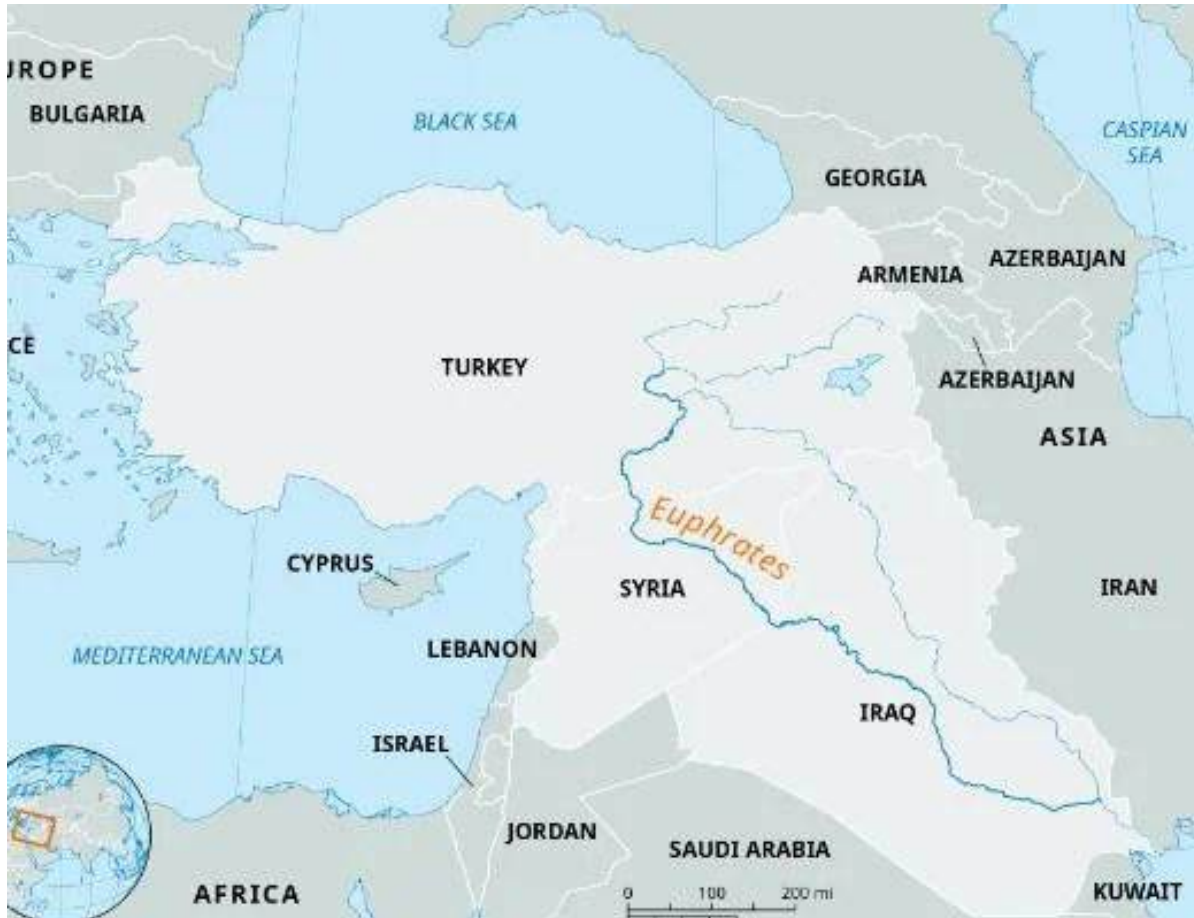 UROPE
BULGARIA
BLACK SEA
CASPIAN
SEA
GEORGIA
AZERBAIJAN
ARMENIA
CE
TURKEY
AZERBAIJAN
ASIA
Euphrates
CYPRUS
SYRIA
IRAN
LEBANON
MEDITERRANEAN SEA
IRAQ
ISRAEL
JORDAN
SAUDI ARABIA
AFRICA
0 100 200 mi
KUWAIT